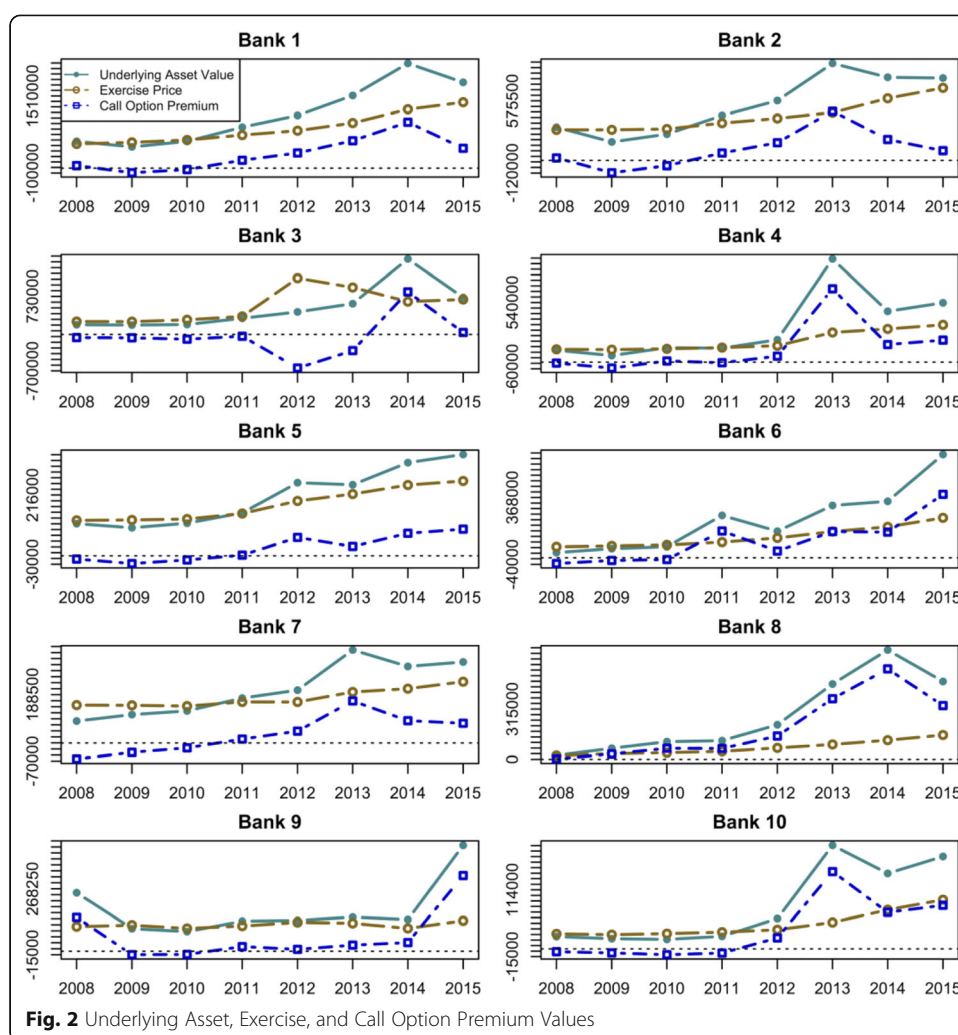 Bank 1
Underlying Asset Value
Exercise Price
Call Option Premium
1510000
-100000
2008 2009 2010 2011 2012 2013 2014 2015
Bank 2
575500
-120000
2008 2009 2010 2011 2012 2013 2014 2015
Bank 3
730000
-700000
2008 2009 2010 2011 2012 2013 2014 2015
Bank 4
540000
-60000
2008 2009 2010 2011 2012 2013 2014 2015
Bank 5
2216000
-30000
2008 2009 2010 2011 2012 2013 2014 2015
Bank 6
368000
-40000
2008 2009 2010 2011 2012 2013 2014 2015
Bank 7
188500
-70000
2008 2009 2010 2011 2012 2013 2014 2015
Bank 8
315000
0
2008 2009 2010 2011 2012 2013 2014 2015
Bank 9
268250
-15000
2008 2009 2010 2011 2012 2013 2014 2015
Bank 10
114000
-15000
2008 2009 2010 2011 2012 2013 2014 2015
Fig. 2 Underlying Asset, Exercise, and Call Option Premium Values